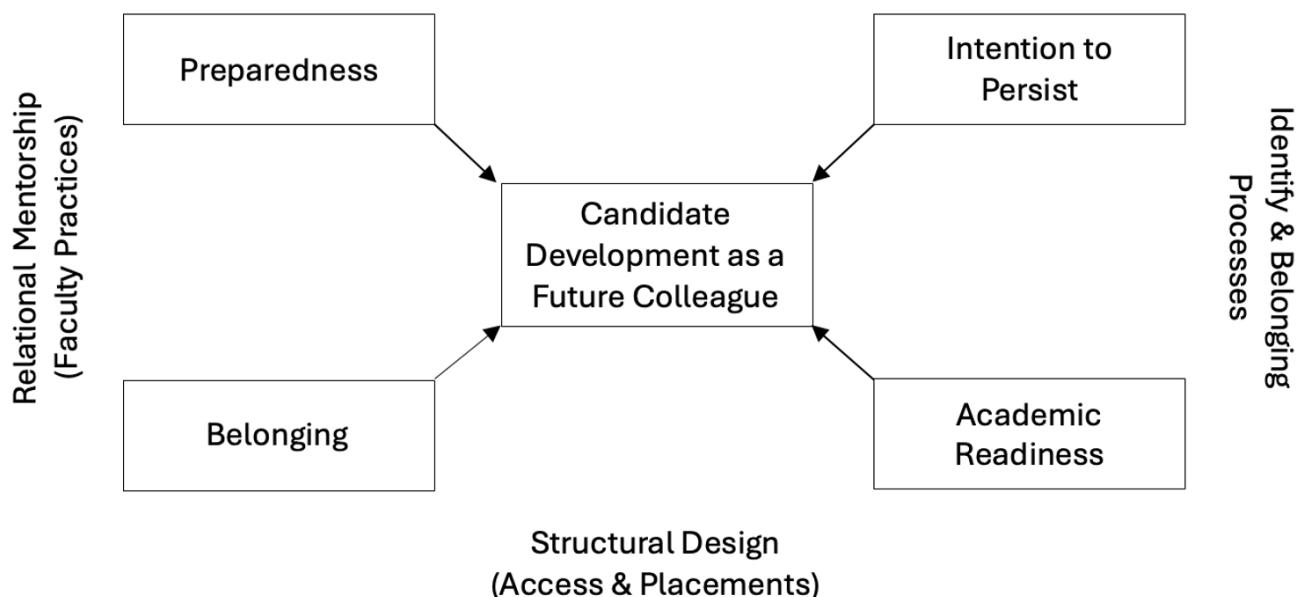 Preparedness
Intention to
Persist
Relational Mentorship
(Faculty Practices)
Identify & Belonging
Processes
Candidate
Development as a
Future Colleague
Belonging
Academic
Readiness
Structural Design
(Access & Placements)